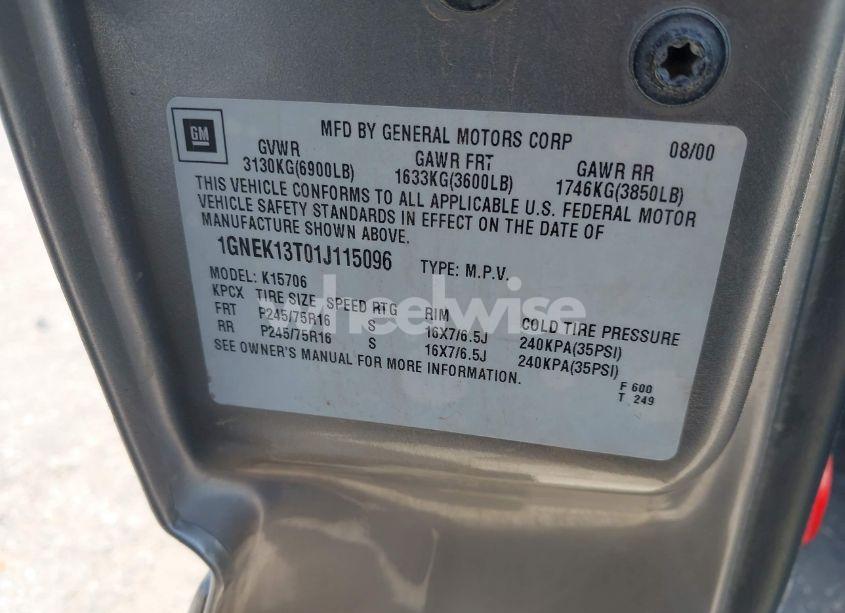 GM
MFD BY GENERAL MOTORS CORP 08/00
GVWR GAWR FRT GAWR RR
3130KG(6900LB) 1633KG(3600LB) 1746KG(3850LB)
THIS VEHICLE CONFORMS TO ALL APPLICABLE U.S. FEDERAL MOTOR
VEHICLE SAFETY STANDARDS IN EFFECT ON THE DATE OF
MANUFACTURE SHOWN ABOVE.
1GNEK13T01J115096 TYPE: M.P.V.
MODEL: K15706
KPCX TIRE SIZE SPEED RTG RIM COLD TIRE PRESSURE
FRT P245/75R16 S 16X7/6.5J 240KPA(35PSI)
RR P245/75R16 S 16X7/6.5J 240KPA(35PSI)
SEE OWNER'S MANUAL FOR MORE INFORMATION.
F 600
T 249
wheelwise